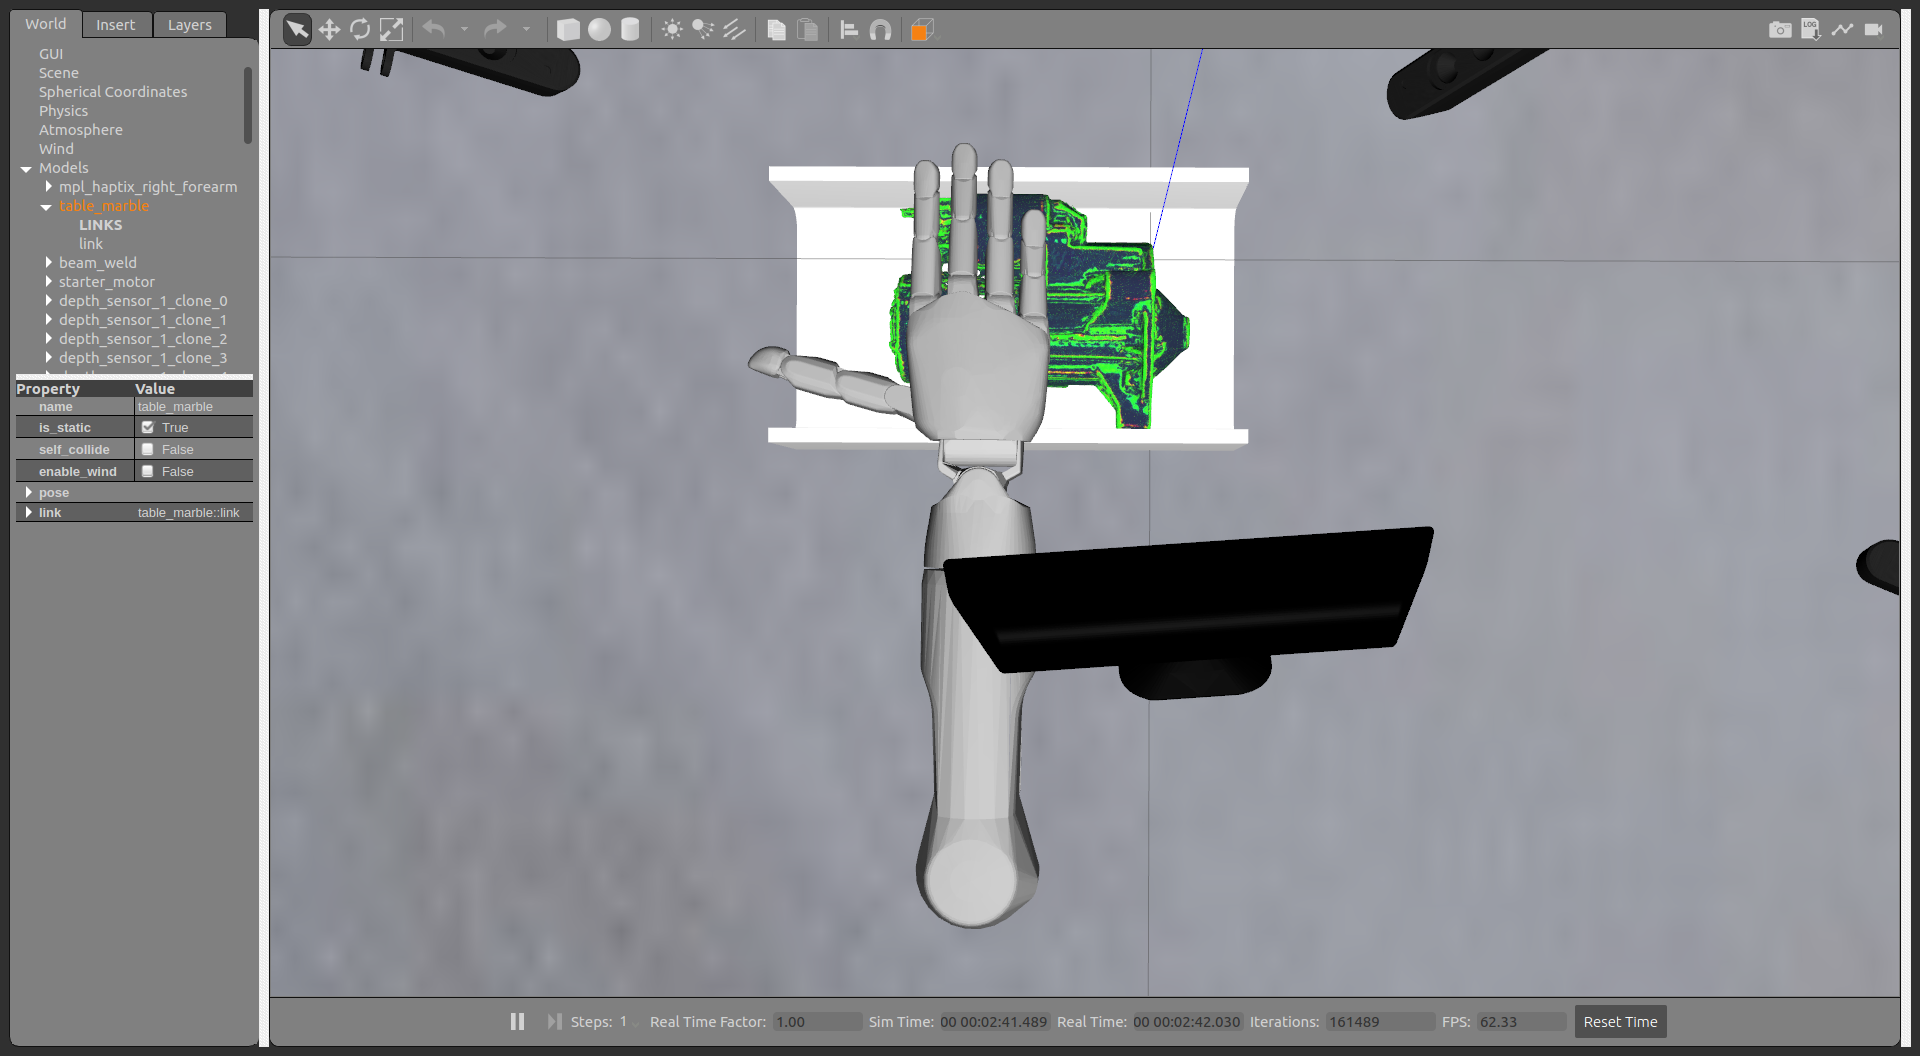 World Insert Layers
GUI
Scene
Spherical Coordinates
Physics
Atmosphere
Wind
Models
mpl_haptix_right_forearm
table_marble
LINKS
link
beam_weld
starter_motor
depth_sensor_1_clone_0
depth_sensor_1_clone_1
depth_sensor_1_clone_2
depth_sensor_1_clone_3
Property Value
name table_marble
is_static True
self_collide False
enable_wind False
pose
link table_marble::link
LOG
Steps: 1 Real Time Factor: 1.00 Sim Time: 00 00:02:41.489 Real Time: 00 00:02:42.030 Iterations: 161489 FPS: 62.33 Reset Time